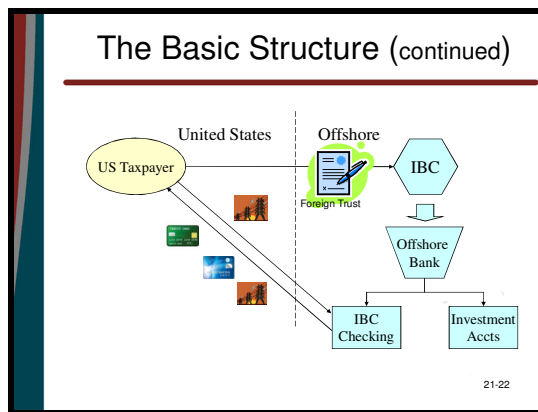 The Basic Structure (continued)
United States
Offshore
US Taxpayer
IBC
Foreign Trust
Offshore
Bank
IBC
Checking
Investment
Accts
21-22